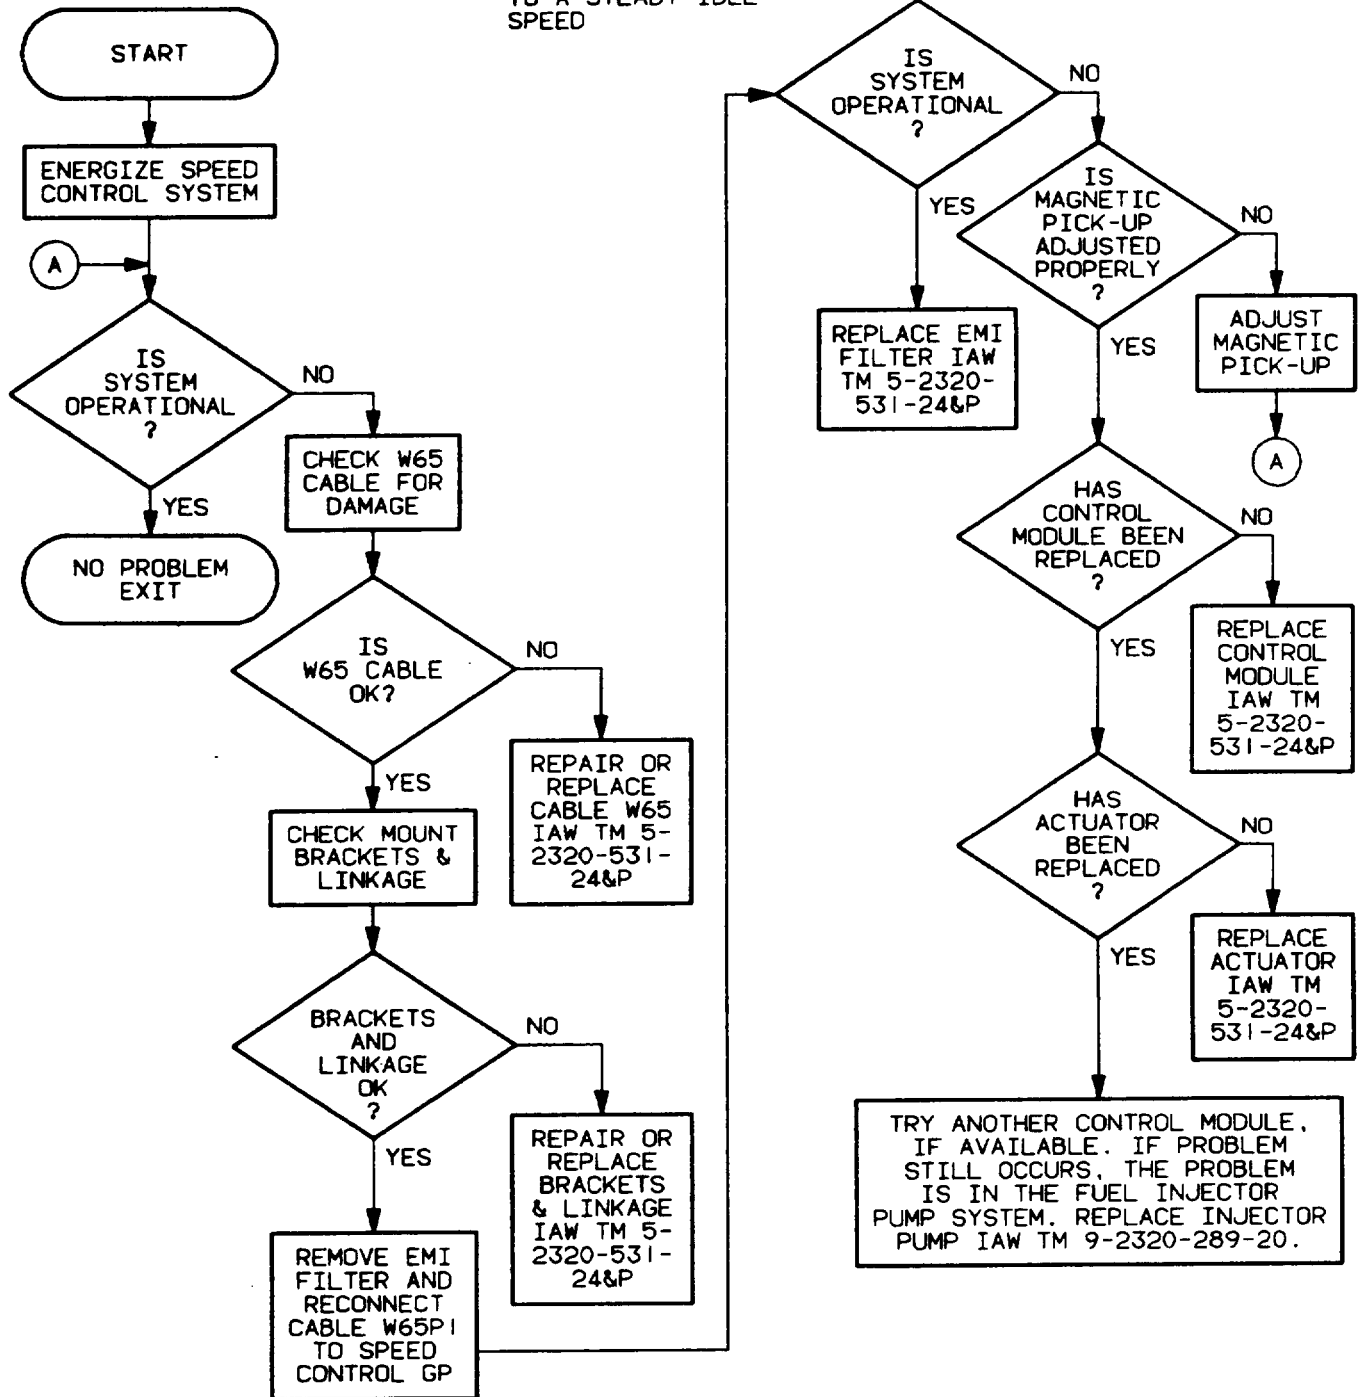 TO A STEADY IDLE
SPEED
START
ENERGIZE SPEED
CONTROL SYSTEM
A
IS
SYSTEM
OPERATIONAL
?
NO
YES
NO PROBLEM
EXIT
CHECK W65
CABLE FOR
DAMAGE
IS
W65 CABLE
OK?
NO
YES
REPAIR OR
REPLACE
CABLE W65
IAW TM 5-
2320-531-
24&P
CHECK MOUNT
BRACKETS &
LINKAGE
BRACKETS
AND
LINKAGE
OK
?
NO
YES
REPAIR OR
REPLACE
BRACKETS
& LINKAGE
IAW TM 5-
2320-531-
24&P
REMOVE EMI
FILTER AND
RECONNECT
CABLE W65P1
TO SPEED
CONTROL GP
IS
SYSTEM
OPERATIONAL
?
NO
YES
REPLACE EMI
FILTER IAW
TM 5-2320-
531-24&P
IS
MAGNETIC
PICK-UP
ADJUSTED
PROPERLY
?
NO
YES
ADJUST
MAGNETIC
PICK-UP
A
HAS
CONTROL
MODULE BEEN
REPLACED
?
NO
YES
REPLACE
CONTROL
MODULE
IAW TM
5-2320-
531-24&P
HAS
ACTUATOR
BEEN
REPLACED
?
NO
YES
REPLACE
ACTUATOR
IAW TM
5-2320-
531-24&P
TRY ANOTHER CONTROL MODULE,
IF AVAILABLE. IF PROBLEM
STILL OCCURS, THE PROBLEM
IS IN THE FUEL INJECTOR
PUMP SYSTEM. REPLACE INJECTOR
PUMP IAW TM 9-2320-289-20.